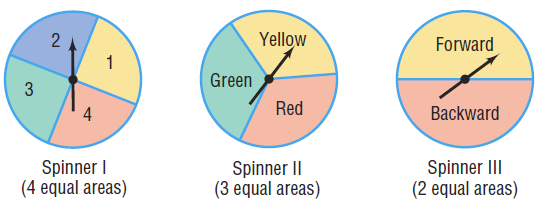 2
1
3
4
Spinner I
(4 equal areas)
Yellow
Green
Red
Spinner II
(3 equal areas)
Forward
Backward
Spinner III
(2 equal areas)